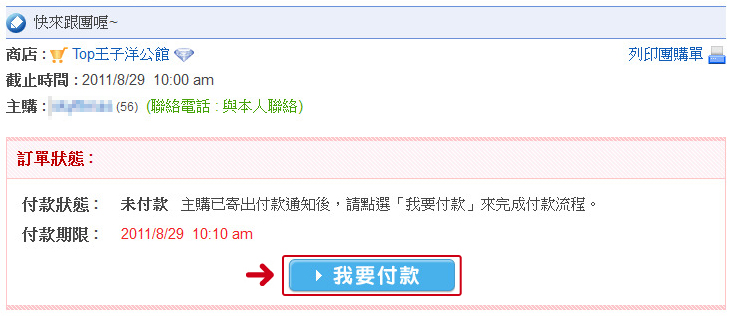 快來跟團喔~
商店 : Top王子洋公館 列印團購單
截止時間 : 2011/8/29 10:00 am
主購 : (56) (聯絡電話 : 與本人聯絡)
訂單狀態 :
付款狀態 : 未付款 主購已寄出付款通知後，請點選「我要付款」來完成付款流程。
付款期限 : 2011/8/29 10:10 am
我要付款